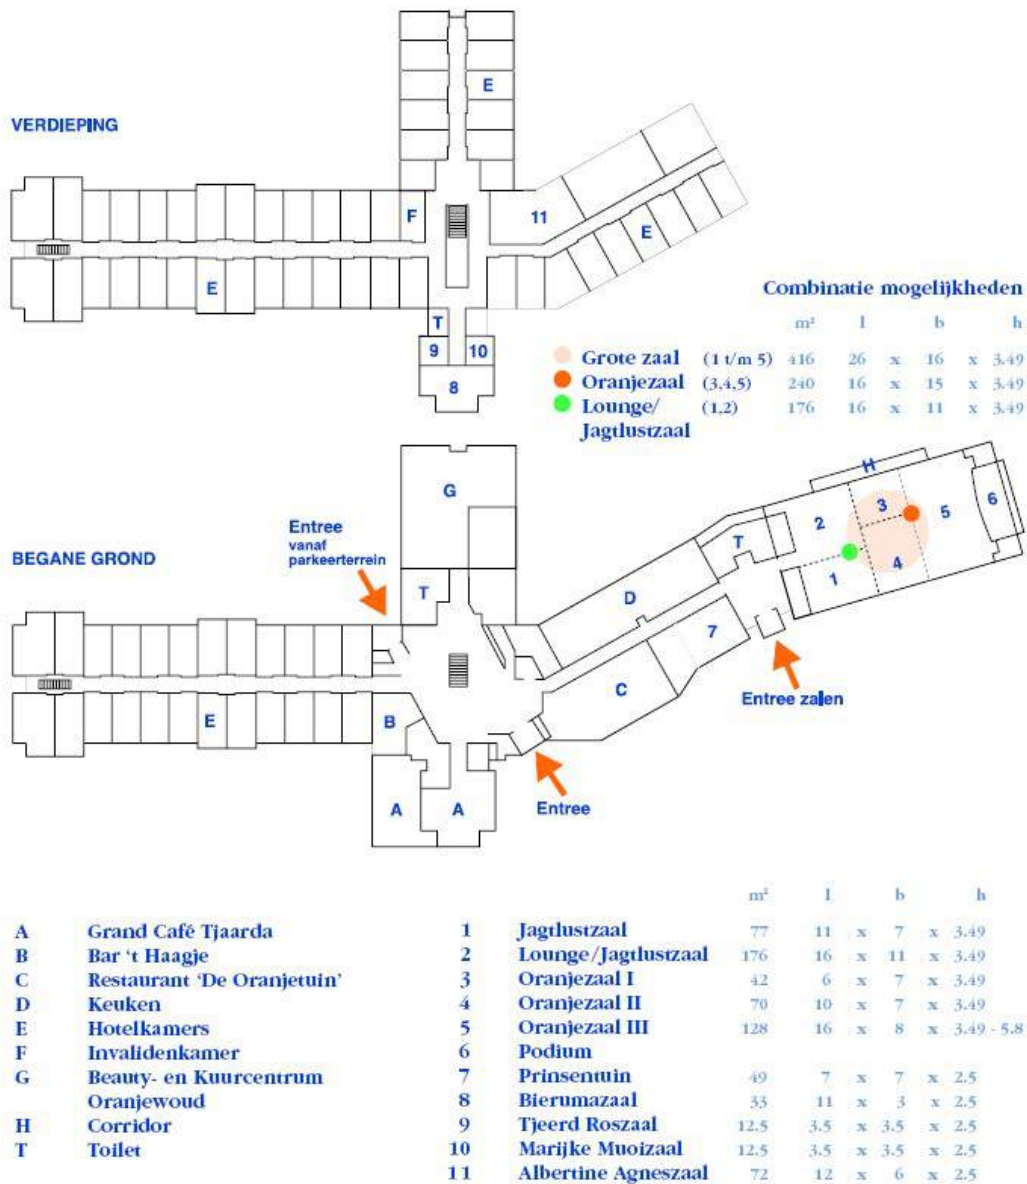 VERDIEPING
E
F
11
E
E
T
9
10
8
Combinatie mogelijkheden
m² l b h
Grote zaal (1 t/m 5) 416 26 x 16 x 3.49
Oranjezaal (3,4,5) 240 16 x 15 x 3.49
Lounge/ (1,2) 176 16 x 11 x 3.49
Jagtlustzaal
BEGANE GROND
G
H
Entree
vanaf
parkeerterrein
2
3
5
6
T
T
1
4
D
7
C
Entree zalen
E
B
A
A
Entree
m² l b h
A Grand Café Tjaarda 1 Jagtlustzaal 77 11 x 7 x 3.49
B Bar ‘t Haagje 2 Lounge/Jagtlustzaal 176 16 x 11 x 3.49
C Restaurant ‘De Oranjetuin’ 3 Oranjezaal I 42 6 x 7 x 3.49
D Keuken 4 Oranjezaal II 70 10 x 7 x 3.49
E Hotelkamers 5 Oranjezaal III 128 16 x 8 x 3.49 - 5.8
F Invalidenkamer 6 Podium
G Beauty- en Kuurcentrum 7 Prinsentuin 49 7 x 7 x 2.5
Oranjewoud 8 Bierumazaal 33 11 x 3 x 2.5
H Corridor 9 Tjeerd Roszaal 12.5 3.5 x 3.5 x 2.5
T Toilet 10 Marijke Muoizaal 12.5 3.5 x 3.5 x 2.5
11 Albertine Agneszaal 72 12 x 6 x 2.5